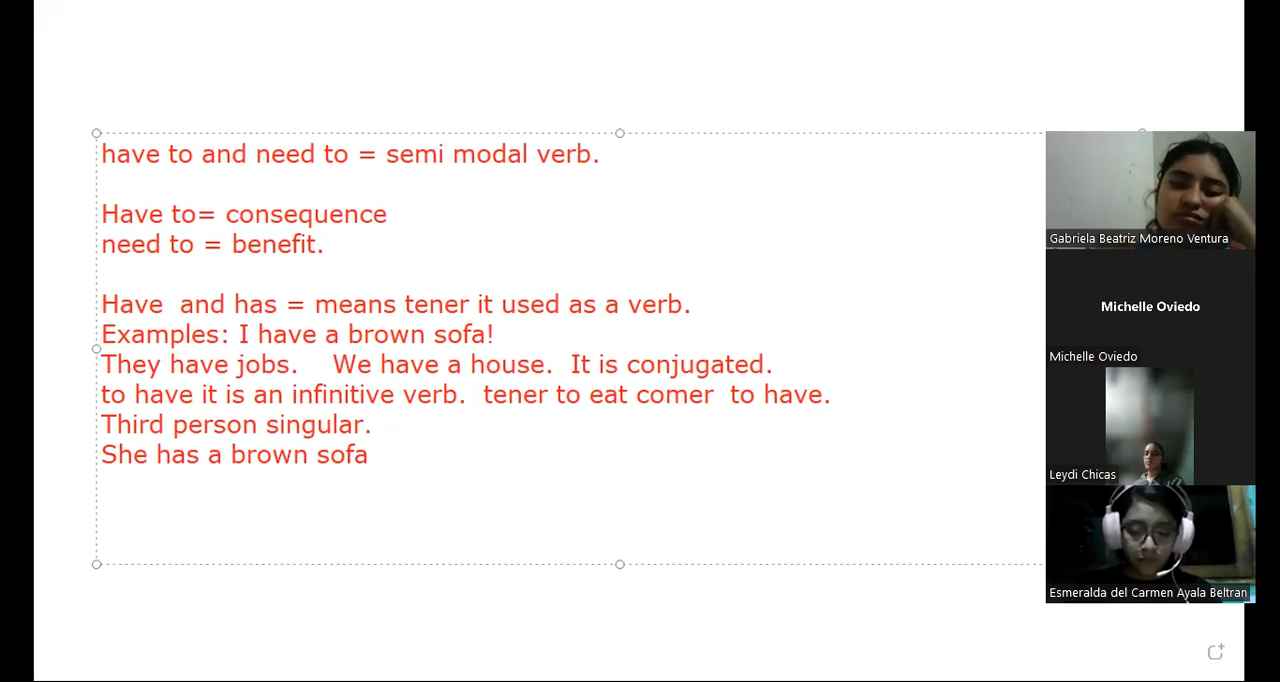 have to and need to = semi modal verb.
Have to= consequence
need to = benefit.
Have  and has = means tener it used as a verb.
Examples: I have a brown sofa!
They have jobs.    We have a house.  It is conjugated.
to have it is an infinitive verb.  tener to eat comer  to have.
Third person singular.
She has a brown sofa
Gabriela Beatriz Moreno Ventura
Michelle Oviedo
Michelle Oviedo
Leydi Chicas
Esmeralda del Carmen Ayala Beltran